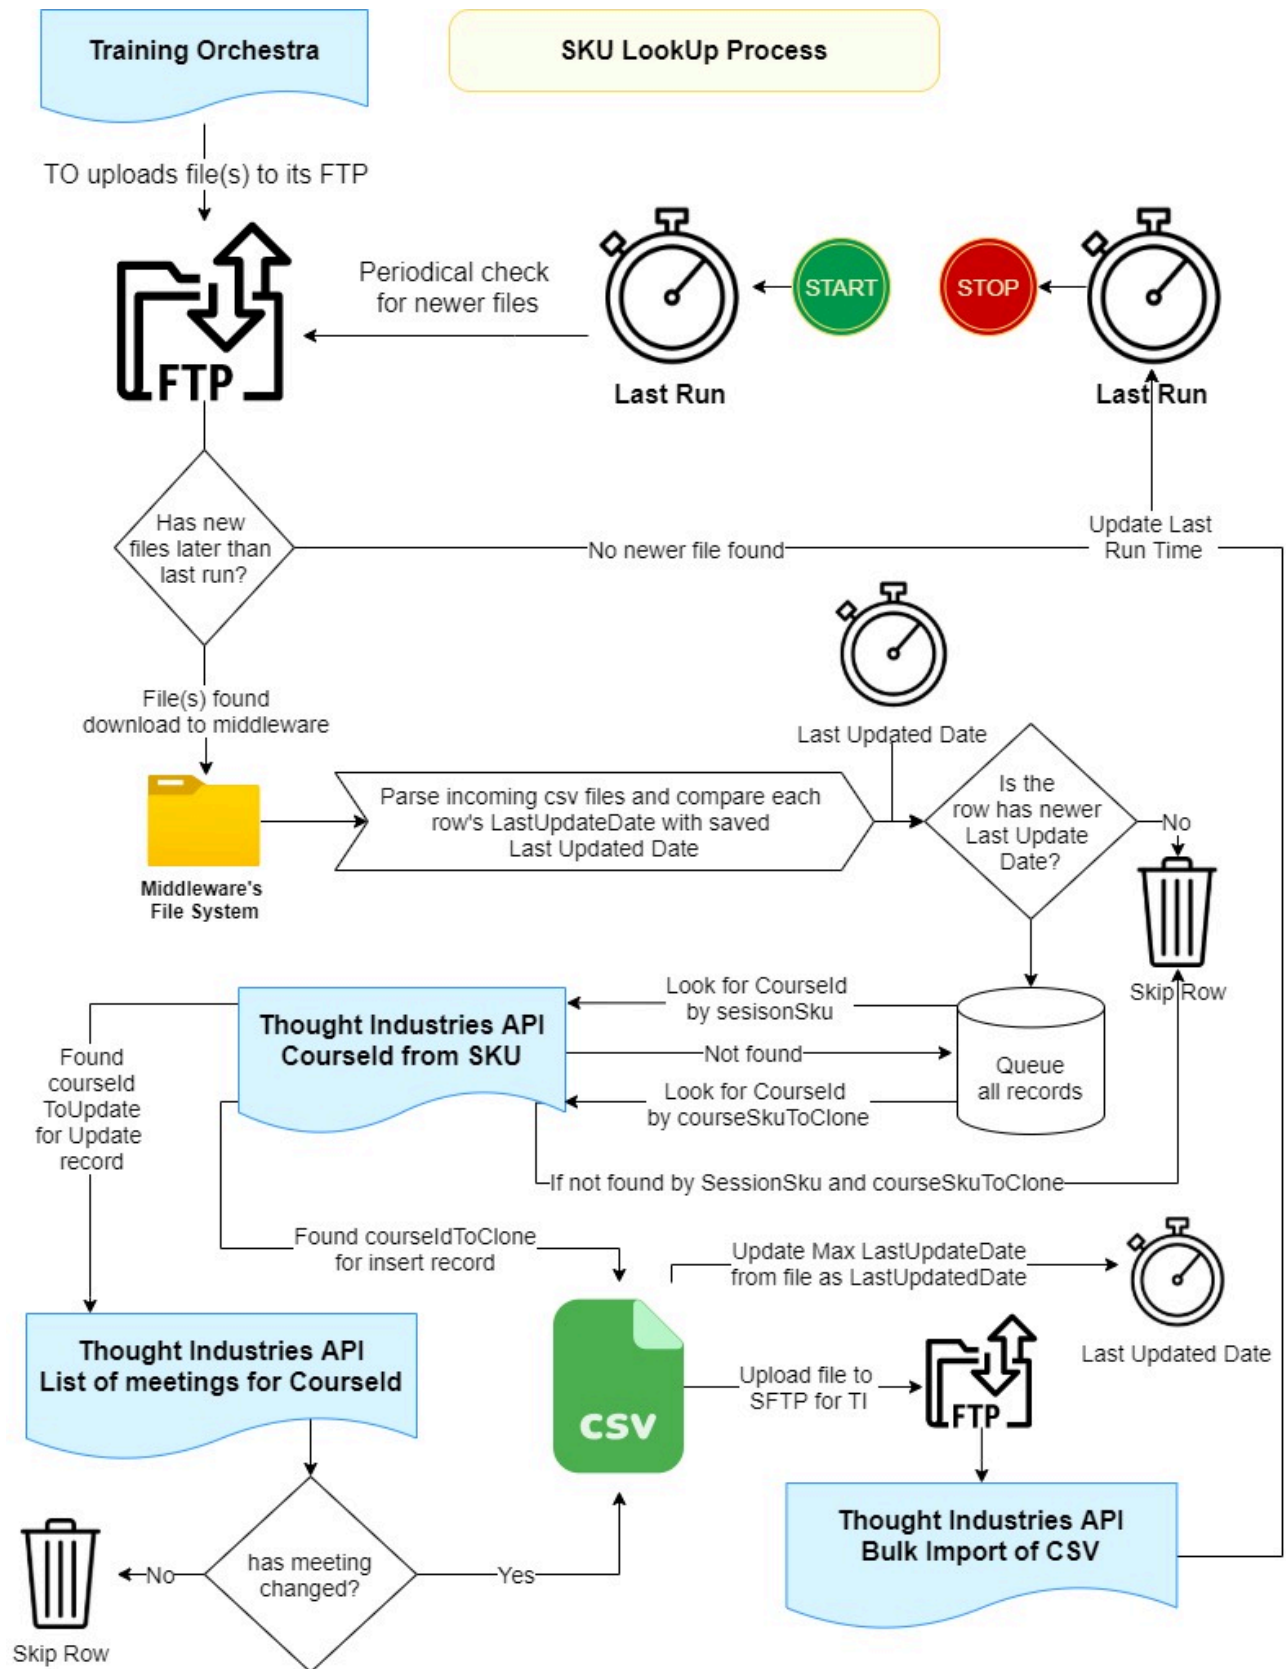 Training Orchestra
SKU LookUp Process
TO uploads file(s) to its FTP
FTP
Periodical check
for newer files
Last Run
START
STOP
Last Run
Has new
files later than
last run?
No newer file found
Update Last
Run Time
File(s) found
download to middleware
Last Updated Date
Middleware's
File System
Parse incoming csv files and compare each
row's LastUpdateDate with saved
Last Updated Date
Is the
row has newer
Last Update
Date?
No
Skip Row
Look for CourseId
by sesisonSku
Thought Industries API
CourseId from SKU
Not found
Look for CourseId
by courseSkuToClone
Queue
all records
Found
courseId
ToUpdate
for Update
record
If not found by SessionSku and courseSkuToClone
Found courseIdToClone
for insert record
Update Max LastUpdateDate
from file as LastUpdatedDate
Last Updated Date
Thought Industries API
List of meetings for CourseId
csv
Upload file to
SFTP for TI
FTP
Thought Industries API
Bulk Import of CSV
has meeting
changed?
No
Yes
Skip Row